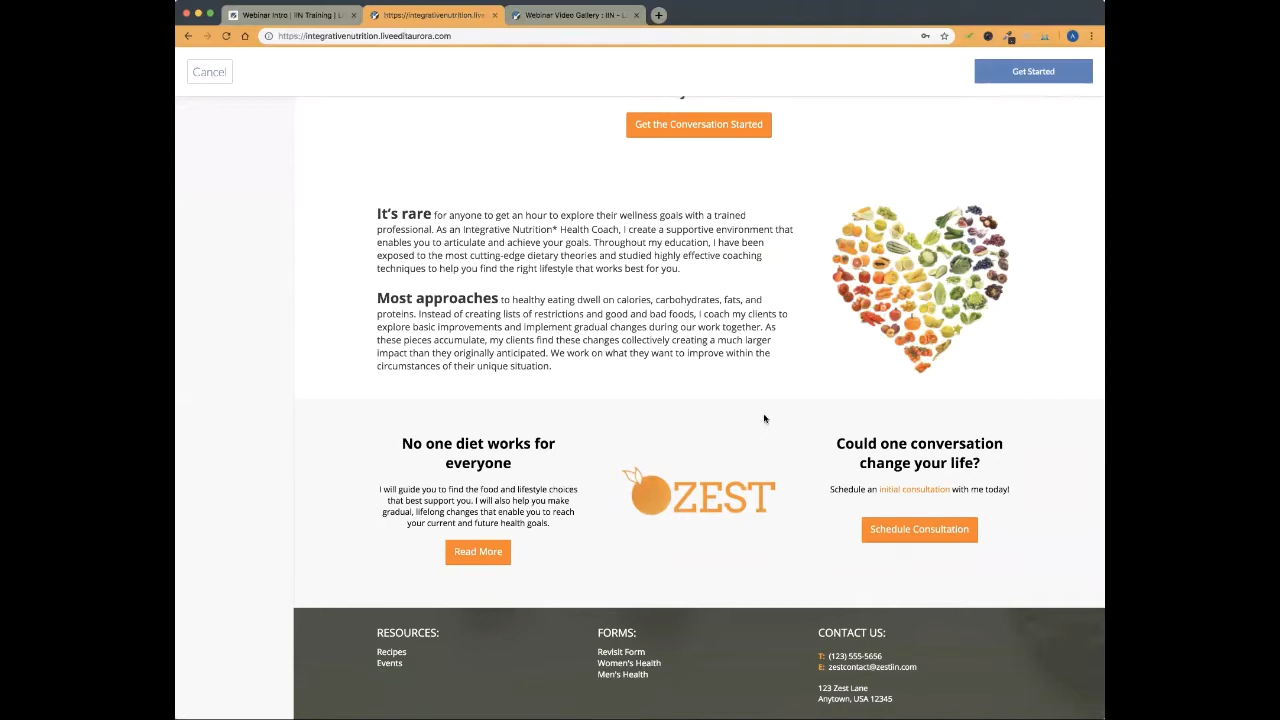 Webinar Intro | IIN Training | Li
https://integrativenutrition.live
Webinar Video Gallery : IIN - L
https://integrativenutrition.liveeditaurora.com
A
Cancel
Get Started
Get the Conversation Started
It's rare for anyone to get an hour to explore their wellness goals with a trained
professional. As an Integrative Nutrition* Health Coach, I create a supportive environment that
enables you to articulate and achieve your goals. Throughout my education, I have been
exposed to the most cutting-edge dietary theories and studied highly effective coaching
techniques to help you find the right lifestyle that works best for you.
Most approaches to healthy eating dwell on calories, carbohydrates, fats, and
proteins. Instead of creating lists of restrictions and good and bad foods, I coach my clients to
explore basic improvements and implement gradual changes during our work together. As
these pieces accumulate, my clients find these changes collectively creating a much larger
impact than they originally anticipated. We work on what they want to improve within the
circumstances of their unique situation.
No one diet works for
everyone
I will guide you to find the food and lifestyle choices
that best support you. I will also help you make
gradual, lifelong changes that enable you to reach
your current and future health goals.
Read More
ZEST
Could one conversation
change your life?
Schedule an initial consultation with me today!
Schedule Consultation
RESOURCES:
Recipes
Events
FORMS:
Revisit Form
Women's Health
Men's Health
CONTACT US:
T: (123) 555-5656
E: zestcontact@zestiin.com
123 Zest Lane
Anytown, USA 12345